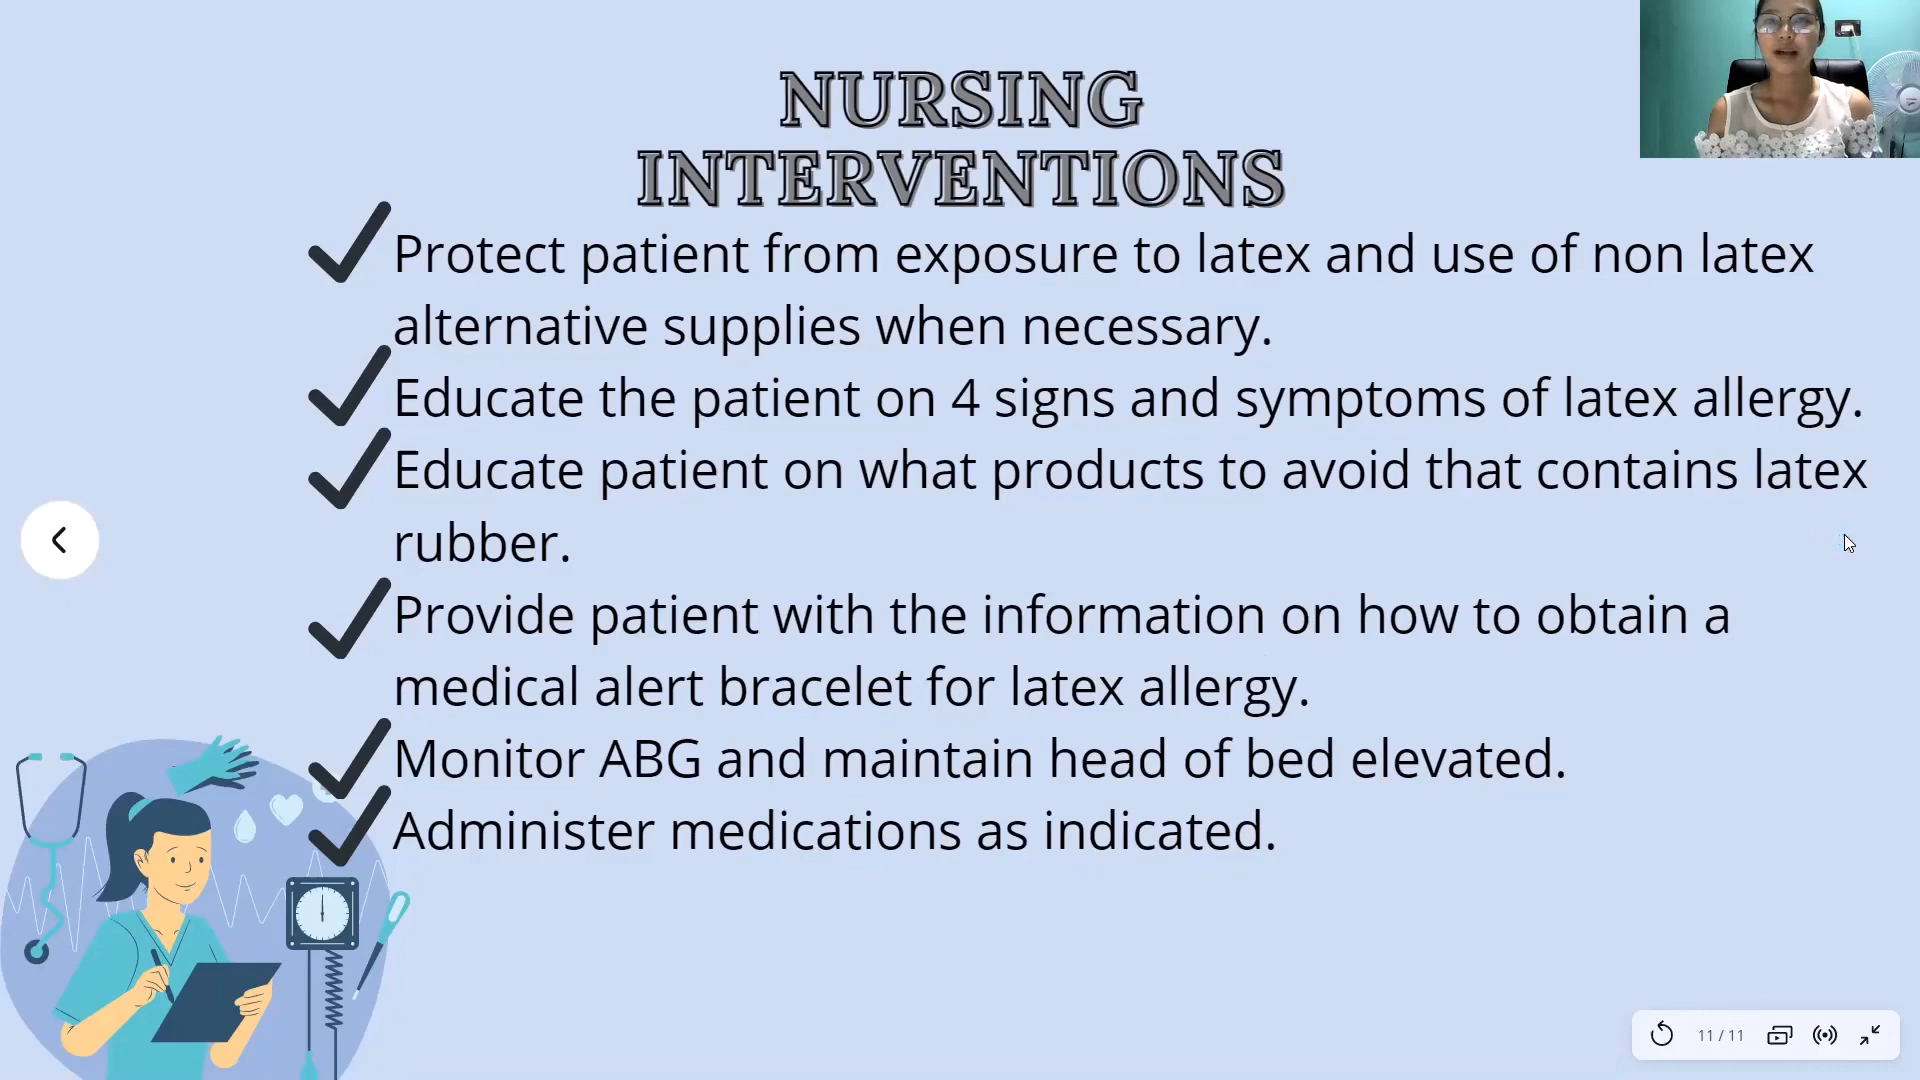 NURSING
INTERVENTIONS
Protect patient from exposure to latex and use of non latex
alternative supplies when necessary.
Educate the patient on 4 signs and symptoms of latex allergy.
Educate patient on what products to avoid that contains latex
rubber.
Provide patient with the information on how to obtain a
medical alert bracelet for latex allergy.
Monitor ABG and maintain head of bed elevated.
Administer medications as indicated.
11 / 11